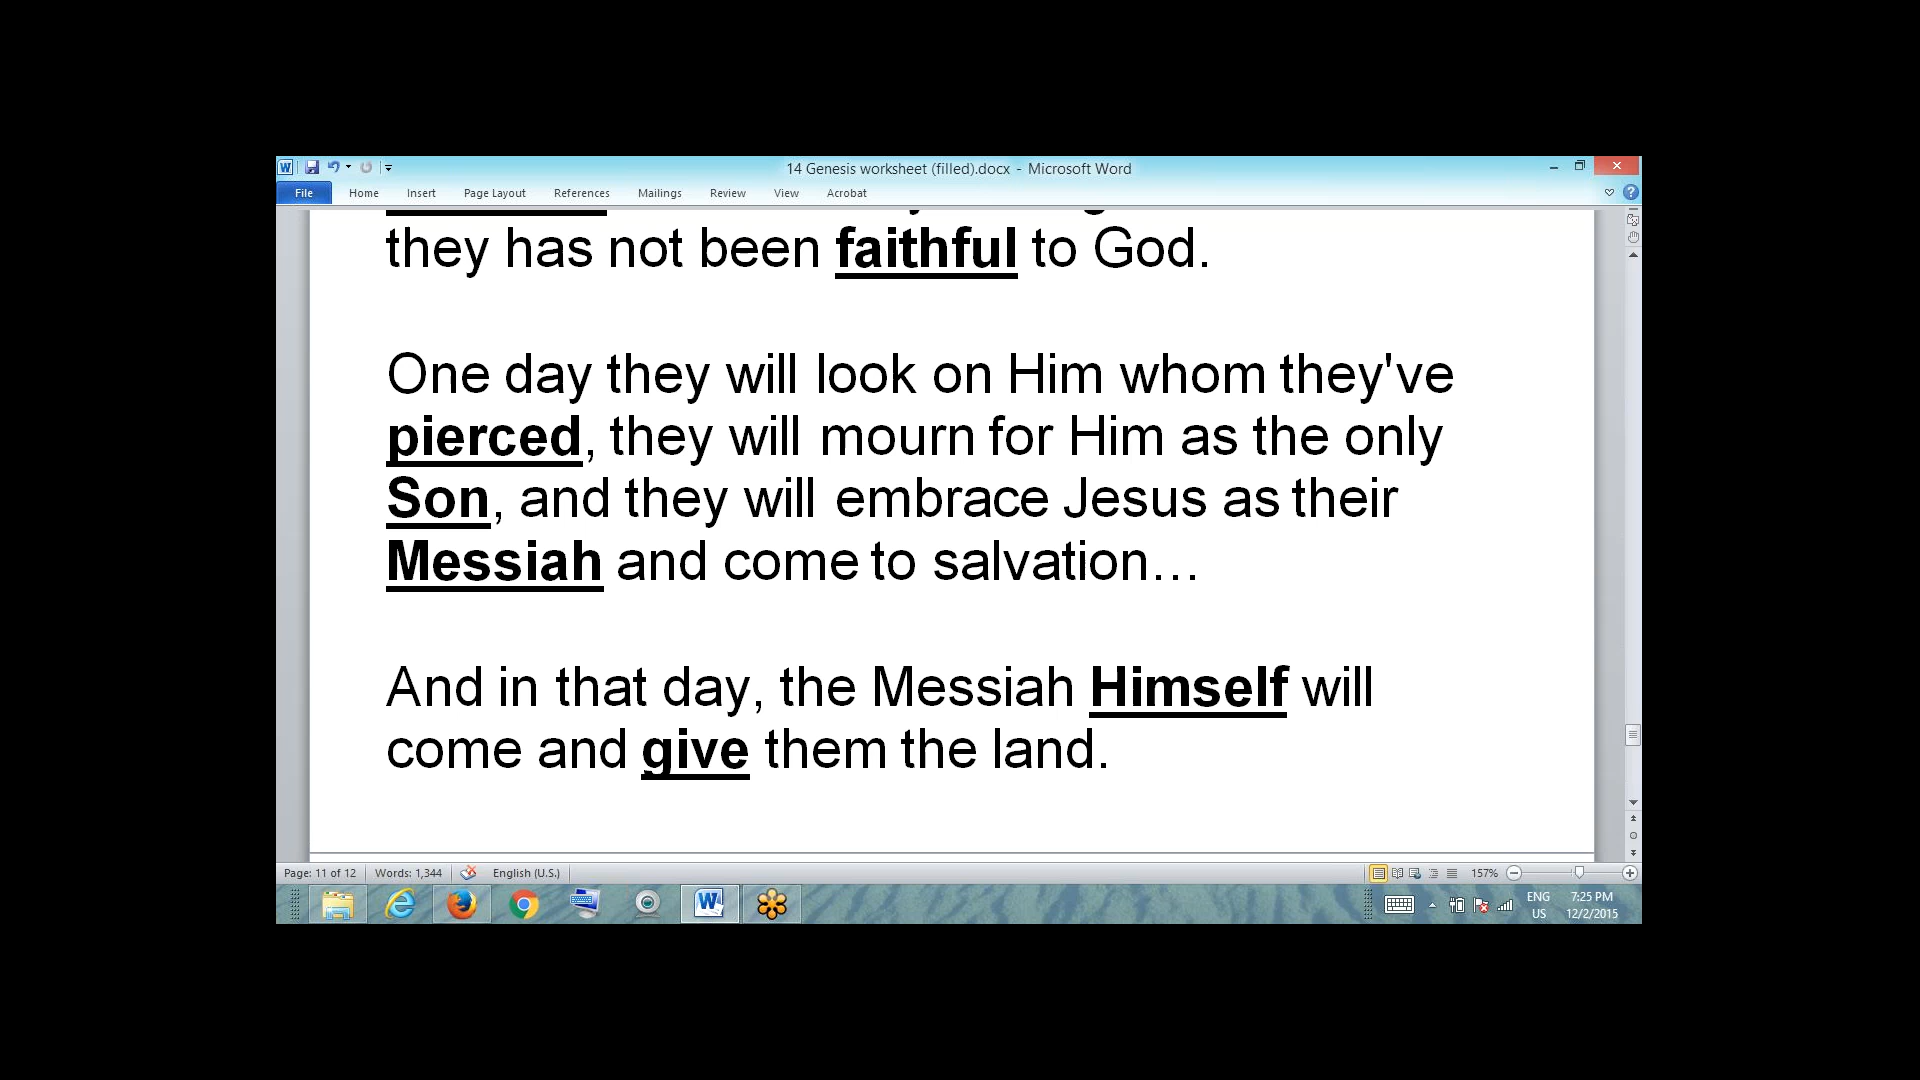 14 Genesis worksheet (filled).docx - Microsoft Word
File Home Insert Page Layout References Mailings Review View Acrobat
they has not been faithful to God.
One day they will look on Him whom they've
pierced, they will mourn for Him as the only
Son, and they will embrace Jesus as their
Messiah and come to salvation…
And in that day, the Messiah Himself will
come and give them the land.
Page: 11 of 12 Words: 1,344 English (U.S.) 157%
ENG 7:25 PM
US 12/2/2015